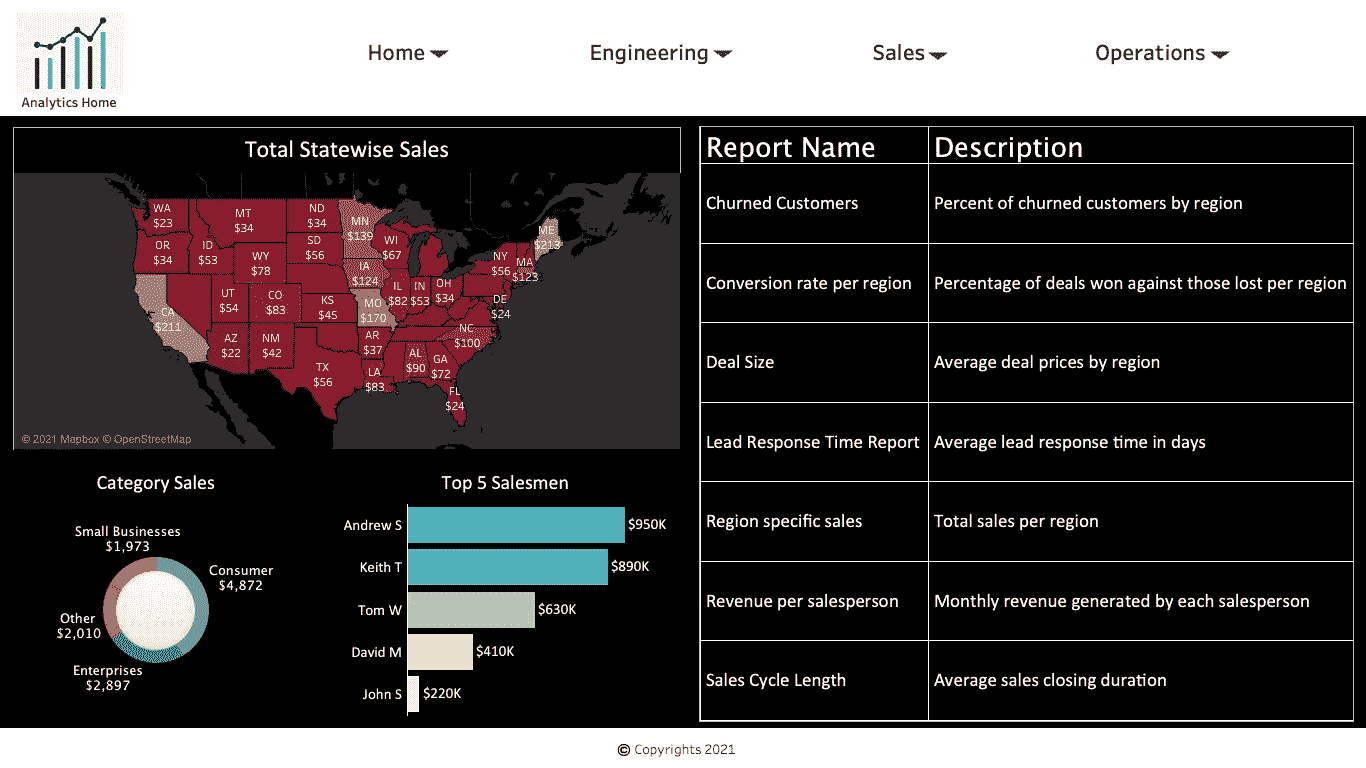 Analytics Home
Home
Engineering
Sales
Operations
Total Statewise Sales
WA
$23
MT
$34
ND
$34
MN
$139
ME
$213
OR
$34
ID
$53
SD
$56
WI
$67
WY
$78
NY
$56
MA
$123
IA
$124
UT
$54
CO
$83
IL
$82
IN
$53
OH
$34
KS
$45
MO
$170
DE
$24
CA
$211
AZ
$22
NM
$42
AR
$37
NC
$100
TX
$56
LA
$83
AL
$90
GA
$72
FL
$24
© 2021 Mapbox © OpenStreetMap
Category Sales
Small Businesses
$1,973
Consumer
$4,872
Other
$2,010
Enterprises
$2,897
Top 5 Salesmen
Andrew S $950K
Keith T $890K
Tom W $630K
David M $410K
John S $220K
Report Name Description
Churned Customers Percent of churned customers by region
Conversion rate per region Percentage of deals won against those lost per region
Deal Size Average deal prices by region
Lead Response Time Report Average lead response time in days
Region specific sales Total sales per region
Revenue per salesperson Monthly revenue generated by each salesperson
Sales Cycle Length Average sales closing duration
© Copyrights 2021